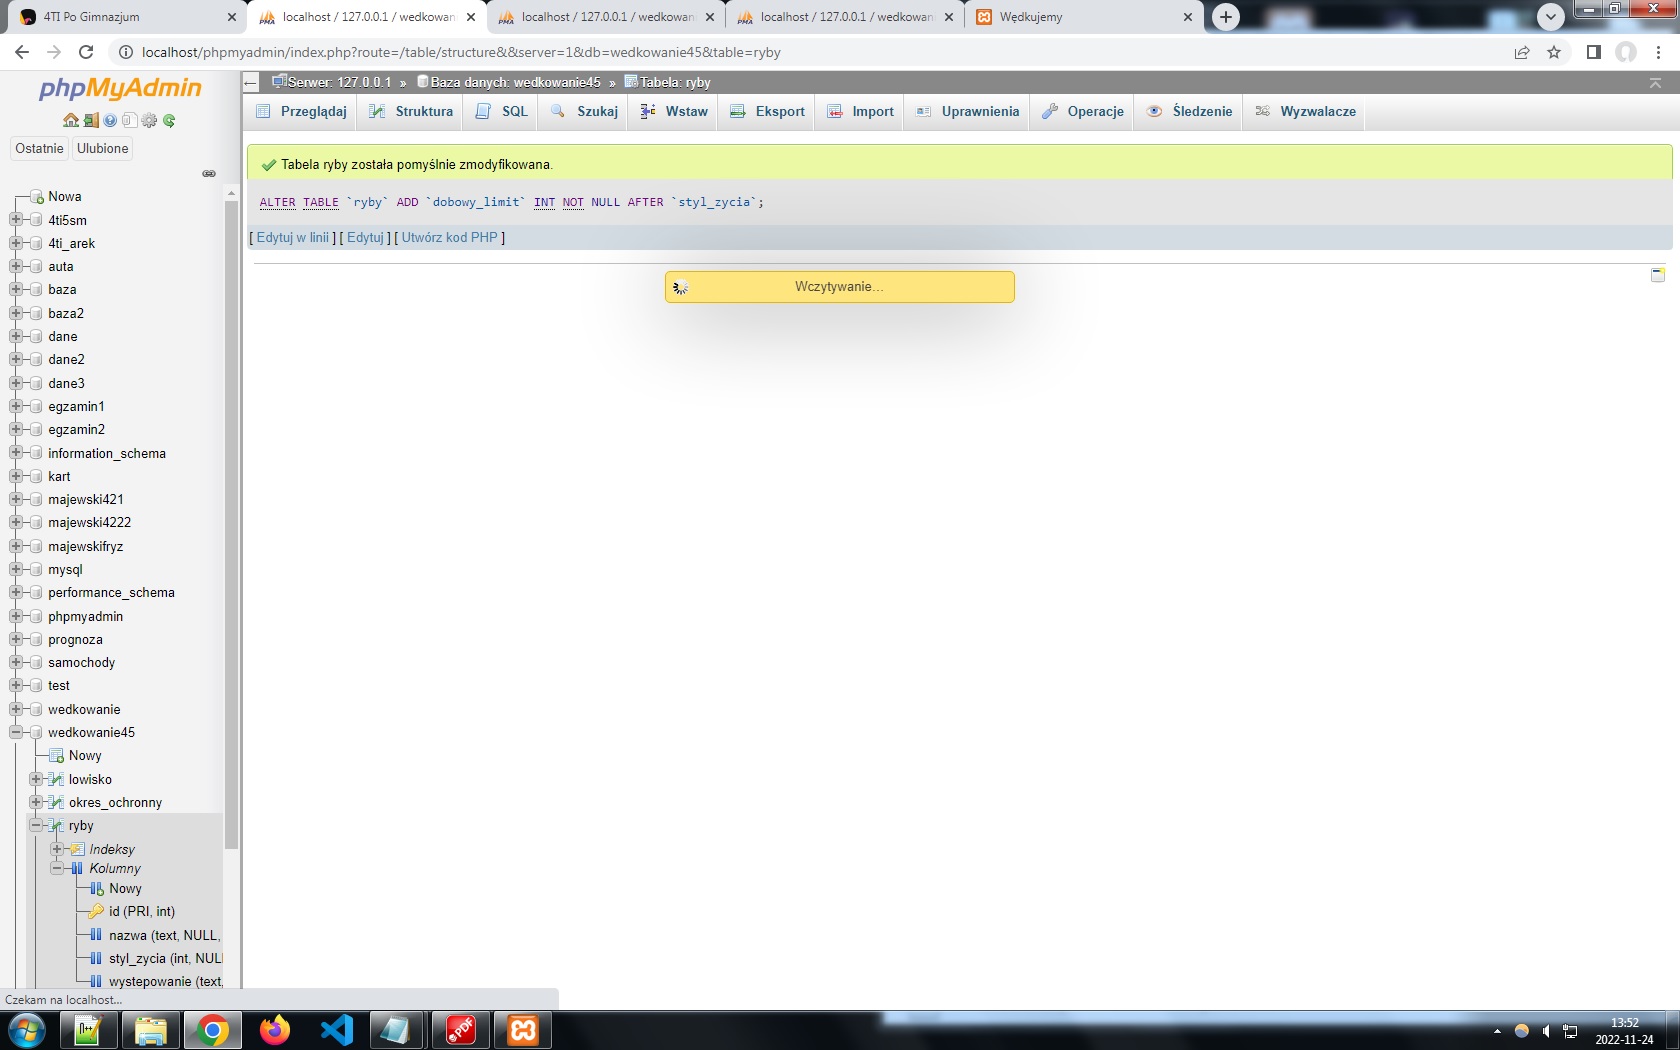 4TI Po Gimnazjum
localhost / 127.0.0.1 / wedkowani
localhost / 127.0.0.1 / wedkowani
localhost / 127.0.0.1 / wedkowani
Wędkujemy
localhost/phpmyadmin/index.php?route=/table/structure&&server=1&db=wedkowanie45&table=ryby
phpMyAdmin
Ostatnie
Ulubione
Nowa
4ti5sm
4ti_arek
auta
baza
baza2
dane
dane2
dane3
egzamin1
egzamin2
information_schema
kart
majewski421
majewski4222
majewskifryz
mysql
performance_schema
phpmyadmin
prognoza
samochody
test
wedkowanie
wedkowanie45
Nowy
lowisko
okres_ochronny
ryby
Indeksy
Kolumny
Nowy
id (PRI, int)
nazwa (text, NULL,
styl_zycia (int, NUL
wystepowanie (text,
Czekam na localhost...
Serwer: 127.0.0.1 » Baza danych: wedkowanie45 » Tabela: ryby
Przeglądaj Struktura SQL Szukaj Wstaw Eksport Import Uprawnienia Operacje Śledzenie Wyzwalacze
Tabela ryby została pomyślnie zmodyfikowana.
ALTER TABLE `ryby` ADD `dobowy_limit` INT NOT NULL AFTER `styl_zycia`;
[ Edytuj w linii ] [ Edytuj ] [ Utwórz kod PHP ]
Wczytywanie...
13:52
2022-11-24